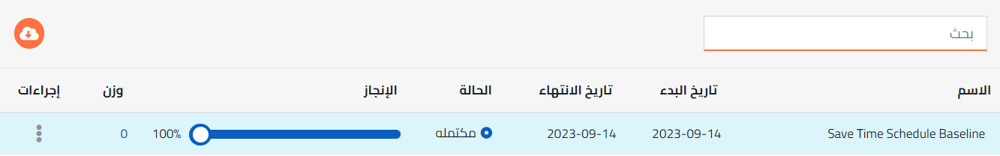 بحث
الاسم تاريخ البدء تاريخ الانتهاء الحالة الإنجاز وزن إجراءات
Save Time Schedule Baseline 2023-09-14 2023-09-14 مكتمله 100% 0